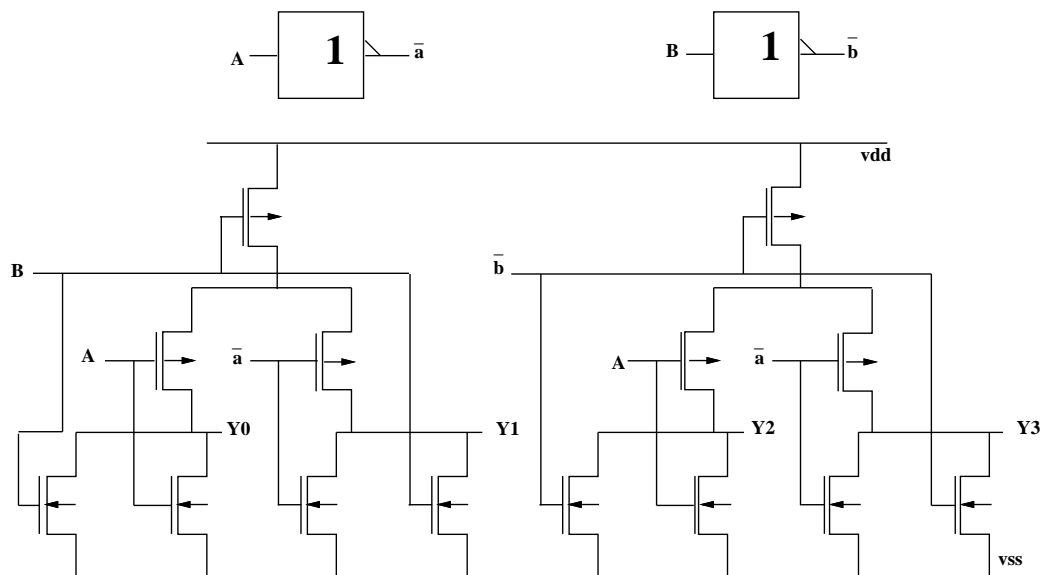 A 1 a̅ B 1 b̅
vdd
B b̅
A a̅ A a̅
Y0 Y1 Y2 Y3
vss